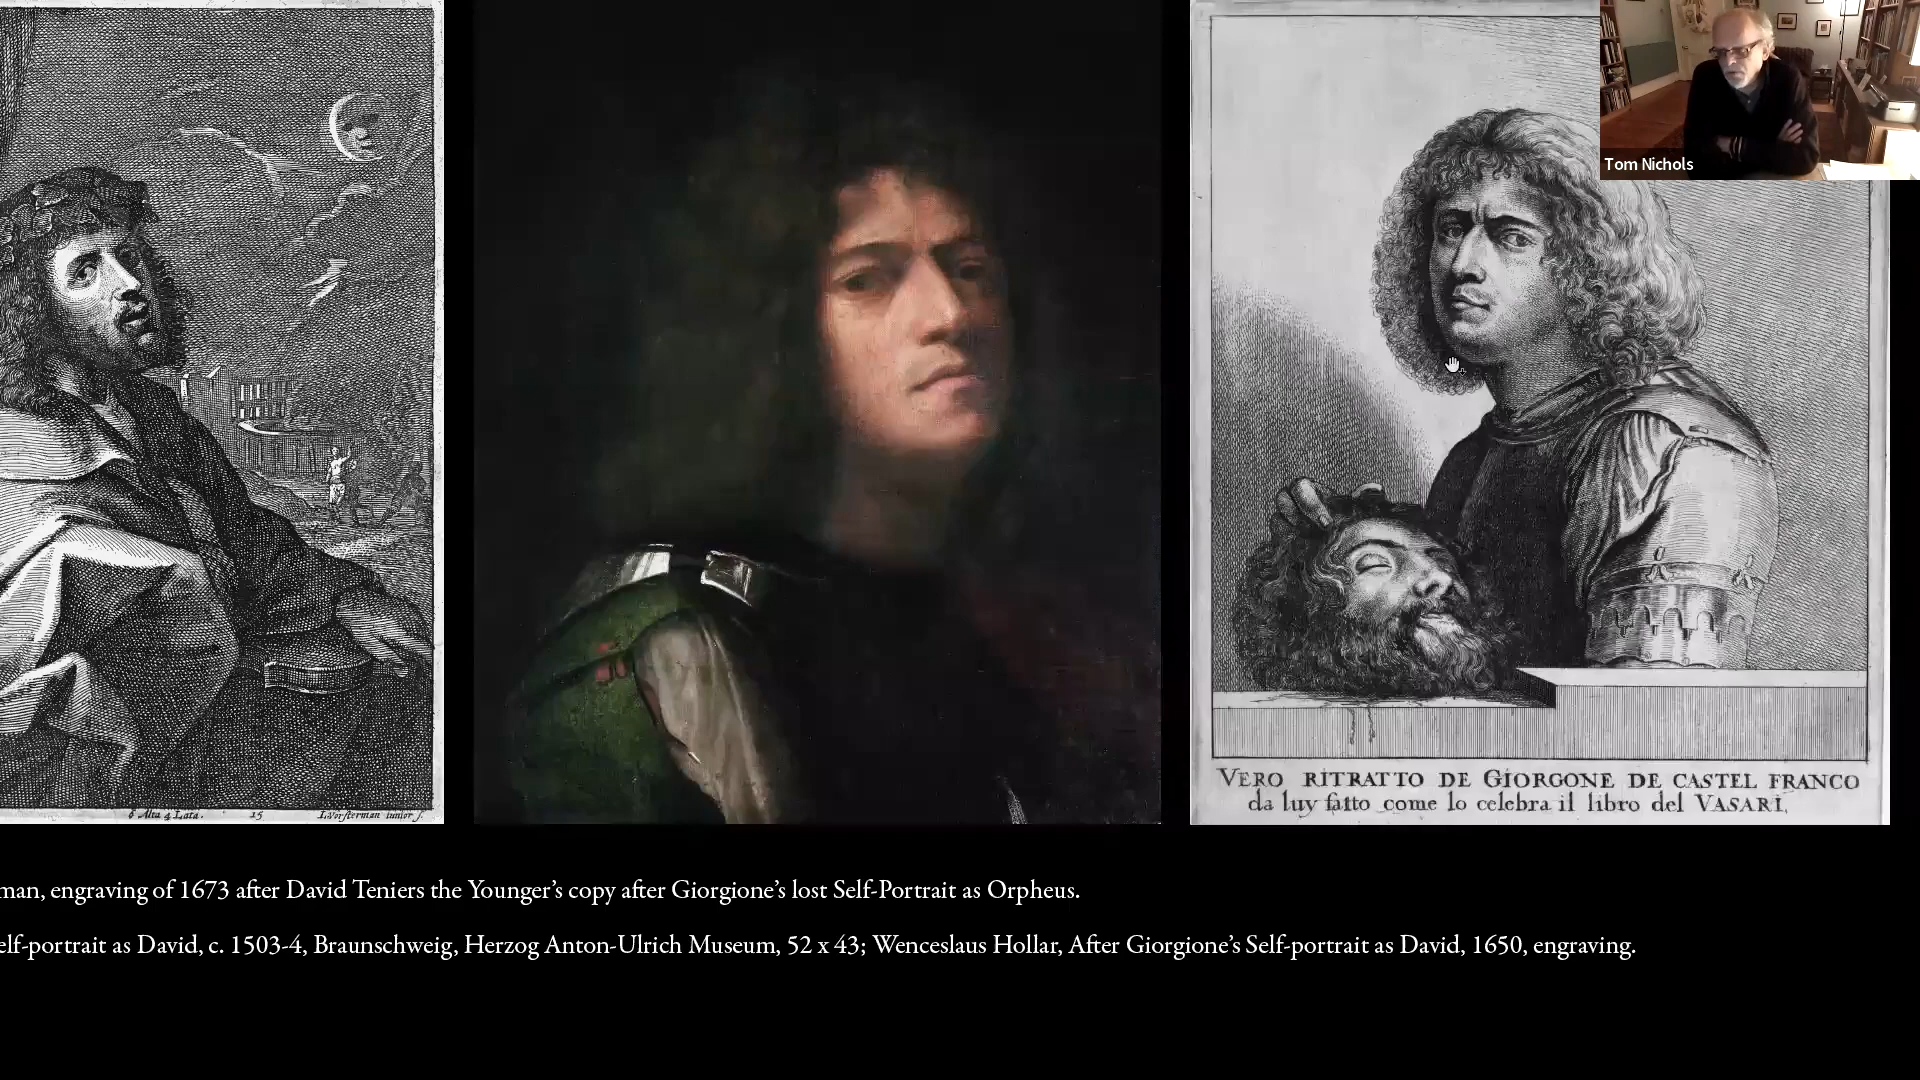 Tom Nichols
6 Alta 4 Lata. 15 L.Vorsterman iunior f.
VERO RITRATTO DE GIORGONE DE CASTEL FRANCO
da luy fatto come lo celebra il libro del VASARI.
man, engraving of 1673 after David Teniers the Younger’s copy after Giorgione’s lost Self-Portrait as Orpheus.
elf-portrait as David, c. 1503-4, Braunschweig, Herzog Anton-Ulrich Museum, 52 x 43; Wenceslaus Hollar, After Giorgione’s Self-portrait as David, 1650, engraving.